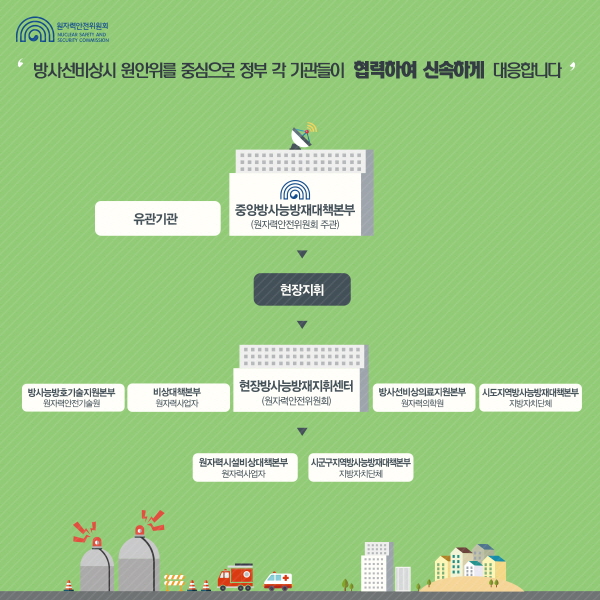 원자력안전위원회
NUCLEAR SAFETY AND
SECURITY COMMISSION
‘ 방사선비상시 원안위를 중심으로 정부 각 기관들이 협력하여 신속하게 대응합니다 ’
중앙방사능방재대책본부
(원자력안전위원회 주관)
유관기관
현장지휘
현장방사능방재지휘센터
(원자력안전위원회)
방사능방호기술지원본부
원자력안전기술원
비상대책본부
원자력사업자
방사선비상의료지원본부
원자력의학원
시도지역방사능방재대책본부
지방자치단체
원자력시설비상대책본부
원자력사업자
시군구지역방사능방재대책본부
지방자치단체